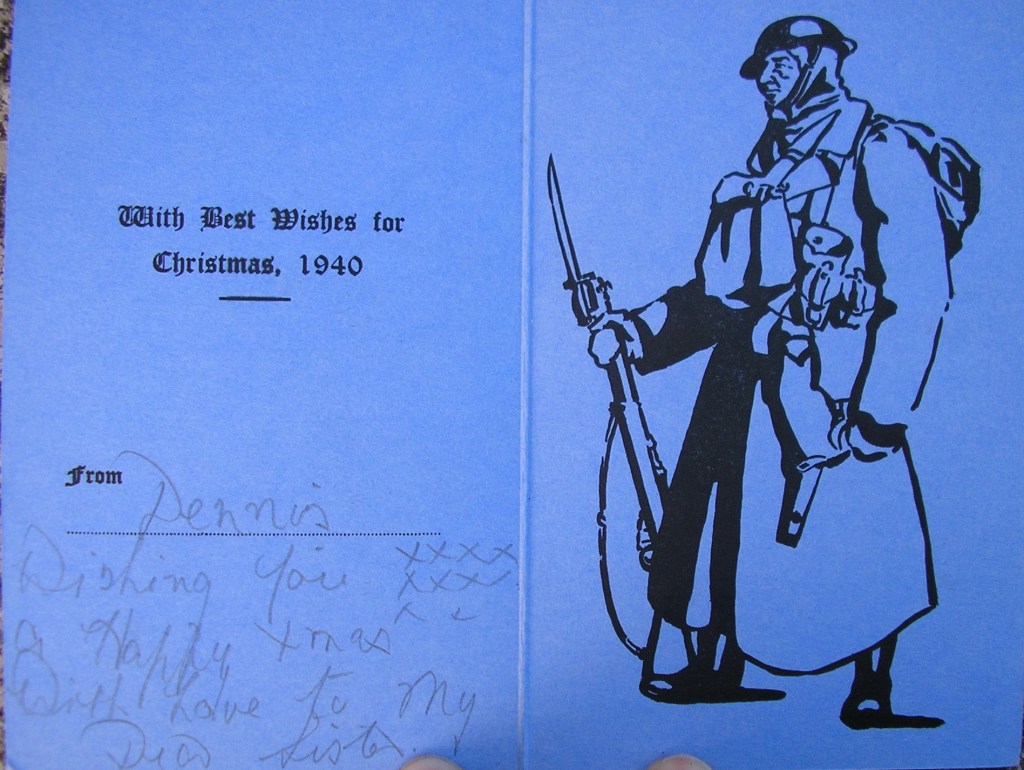 With Best Wishes for
Christmas, 1940
From Dennis
Wishing you xxxx
xxxx
x x
a Happy xmas
With Love to My
Dear Sister.